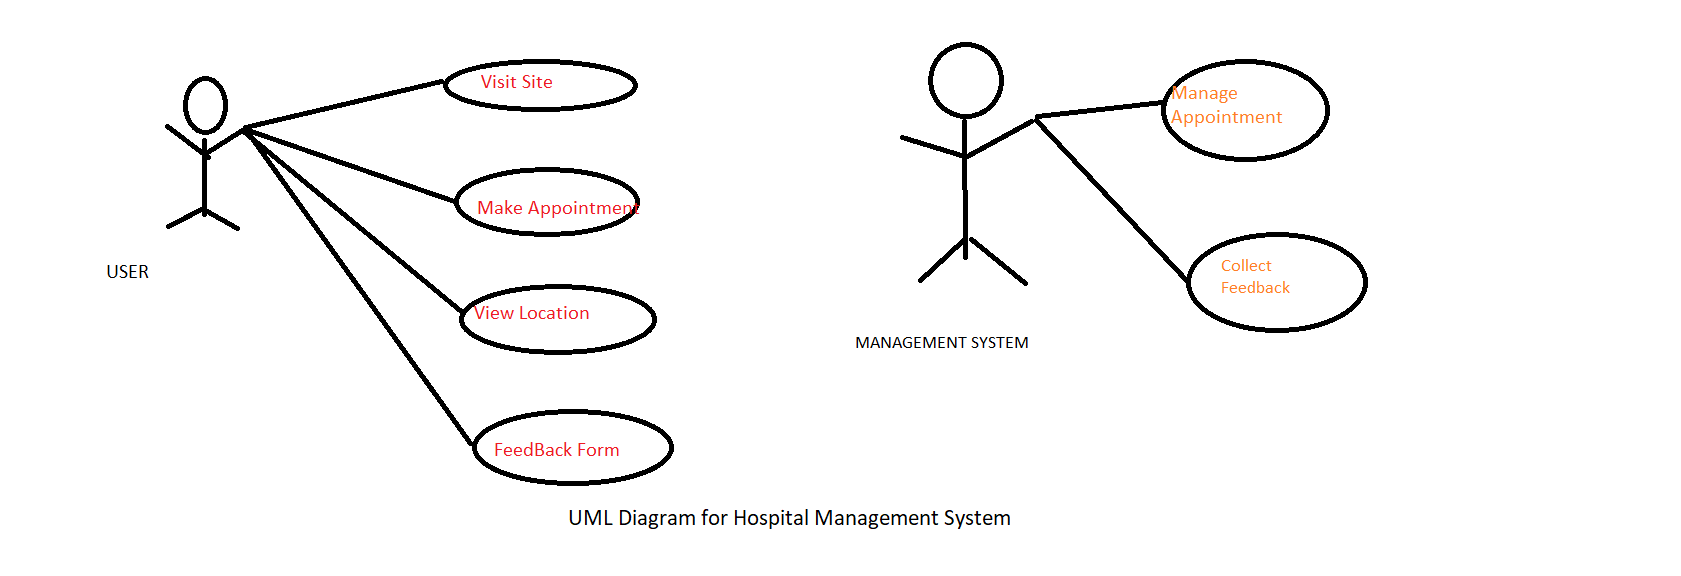 Visit Site
Make Appointment
USER
View Location
FeedBack Form
Manage
Appointment
Collect
Feedback
MANAGEMENT SYSTEM
UML Diagram for Hospital Management System